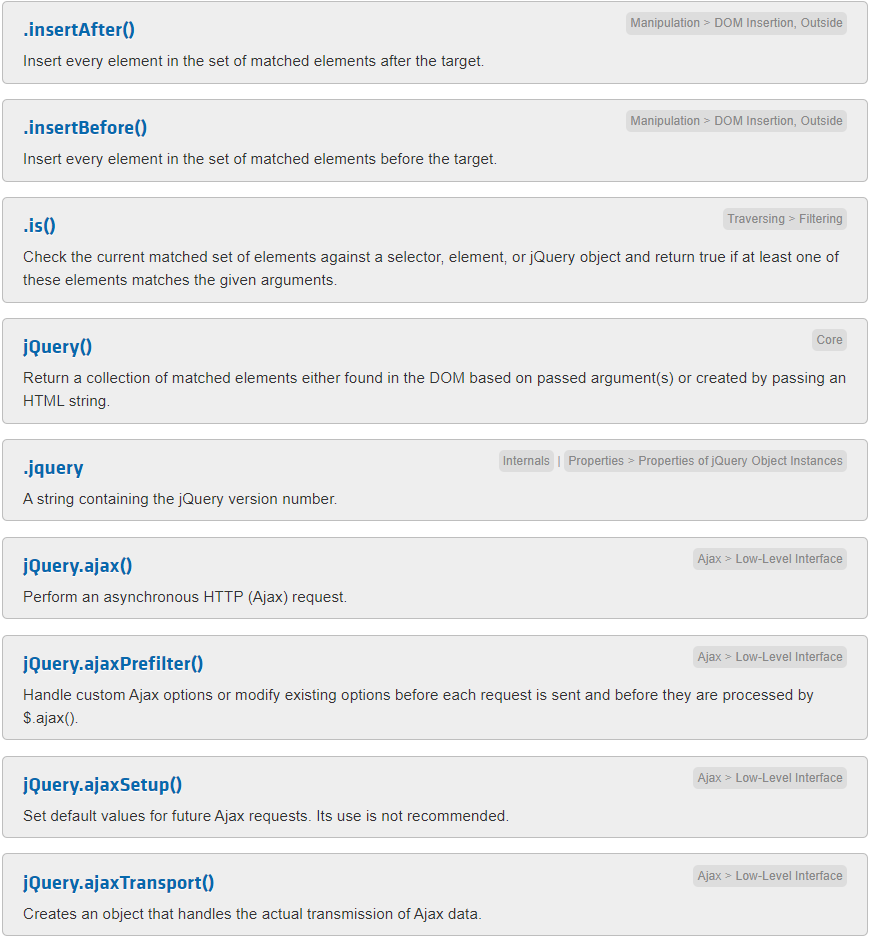 .insertAfter()
Manipulation > DOM Insertion, Outside
Insert every element in the set of matched elements after the target.
.insertBefore()
Manipulation > DOM Insertion, Outside
Insert every element in the set of matched elements before the target.
.is()
Traversing > Filtering
Check the current matched set of elements against a selector, element, or jQuery object and return true if at least one of
these elements matches the given arguments.
jQuery()
Core
Return a collection of matched elements either found in the DOM based on passed argument(s) or created by passing an
HTML string.
.jquery
Internals | Properties > Properties of jQuery Object Instances
A string containing the jQuery version number.
jQuery.ajax()
Ajax > Low-Level Interface
Perform an asynchronous HTTP (Ajax) request.
jQuery.ajaxPrefilter()
Ajax > Low-Level Interface
Handle custom Ajax options or modify existing options before each request is sent and before they are processed by
$.ajax().
jQuery.ajaxSetup()
Ajax > Low-Level Interface
Set default values for future Ajax requests. Its use is not recommended.
jQuery.ajaxTransport()
Ajax > Low-Level Interface
Creates an object that handles the actual transmission of Ajax data.